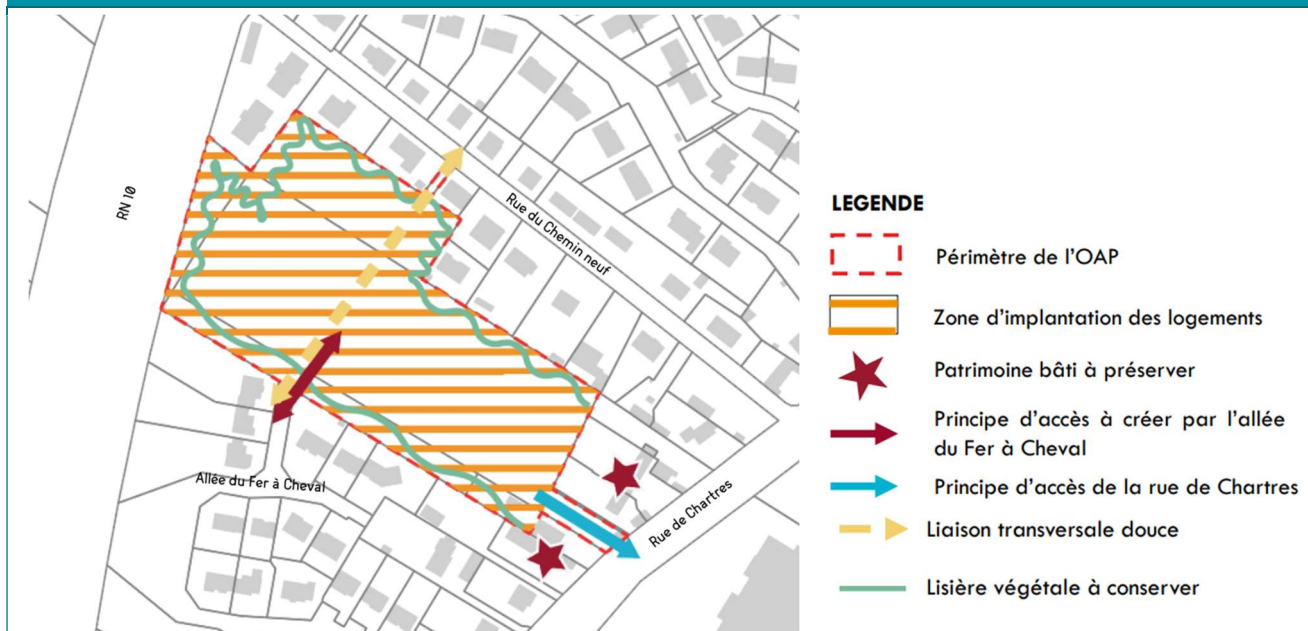 RN 10
Rue du Chemin neuf
Allée du Fer à Cheval
Rue de Chartres
LEGENDE
Périmètre de l'OAP
Zone d'implantation des logements
Patrimoine bâti à préserver
Principe d'accès à créer par l'allée
du Fer à Cheval
Principe d'accès de la rue de Chartres
Liaison transversale douce
Lisière végétale à conserver